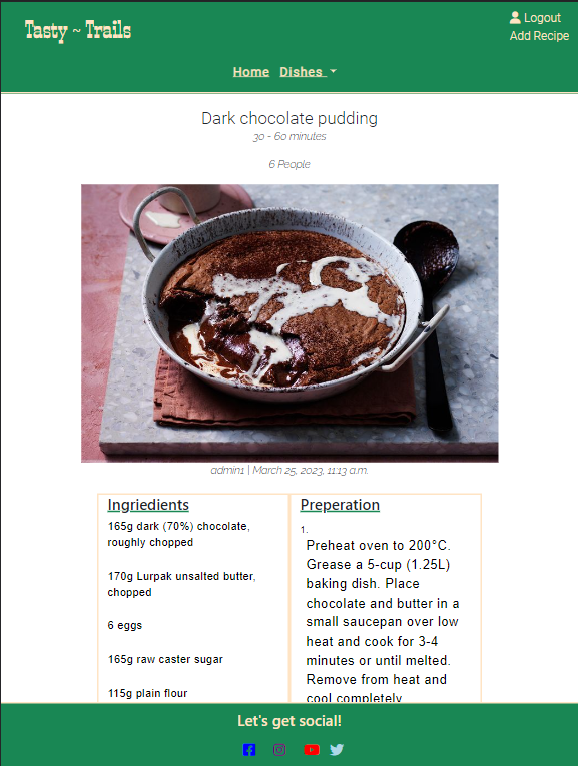 Tasty ~ Trails
Logout
Add Recipe
Home Dishes
Dark chocolate pudding
30 - 60 minutes
6 People
admin1 | March 25, 2023, 11:13 a.m.
Ingriedients
165g dark (70%) chocolate,
roughly chopped
170g Lurpak unsalted butter,
chopped
6 eggs
165g raw caster sugar
115g plain flour
Preperation
1.
Preheat oven to 200°C.
Grease a 5-cup (1.25L)
baking dish. Place
chocolate and butter in a
small saucepan over low
heat and cook for 3-4
minutes or until melted.
Remove from heat and
cool completely
Let's get social!